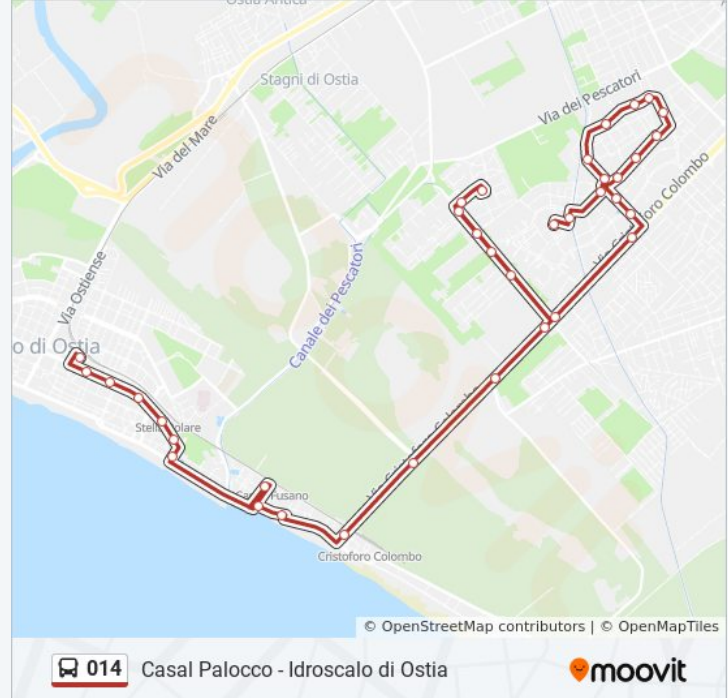 Ostia Antica
Stagni di Ostia
Via dei Pescatori
Via del Mare
Via Cristoforo Colombo
Via Ostiense
Canale dei Pescatori
o di Ostia
Stella Polare
Fusano
Cristoforo Colombo
© OpenStreetMap contributors | © OpenMapTiles
014 Casal Palocco - Idroscalo di Ostia
moovit